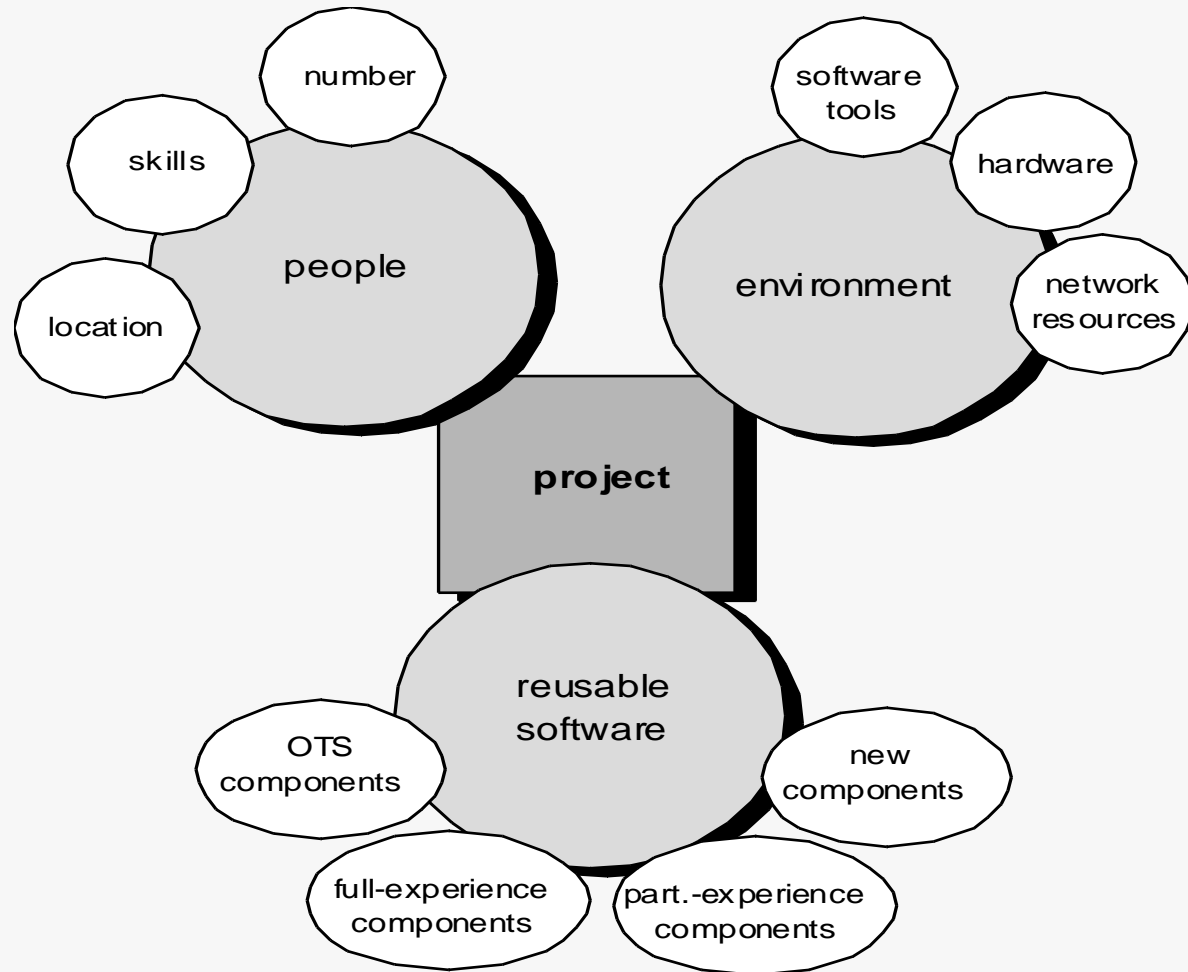 number
skills
location
people
software
tools
hardware
network
resources
environment
project
reusable
software
OTS
components
full-experience
components
part.-experience
components
new
components